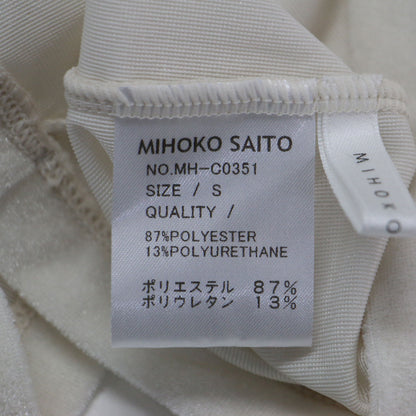 MIHOKO SAITO
NO.MH-C0351
SIZE / S
QUALITY /
87%POLYESTER
13%POLYURETHANE
ポリエステル 87%
ポリウレタン 13%
MIHOKO